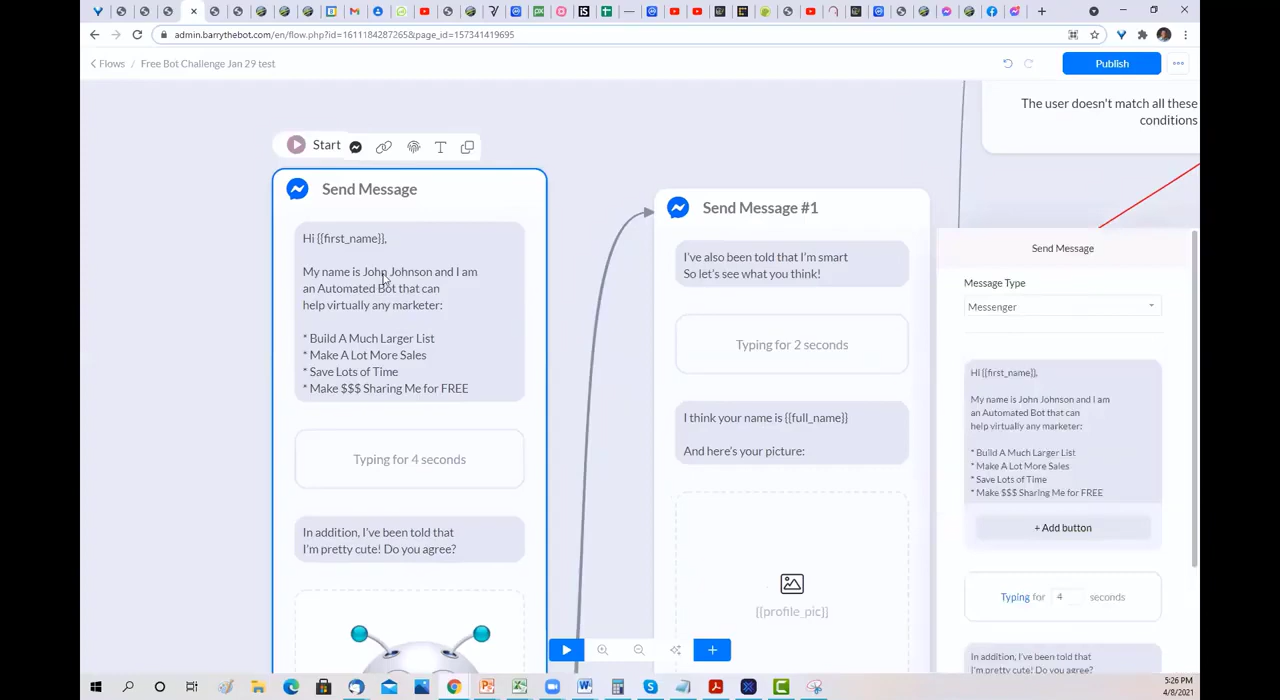 admin.barrythebot.com/en/flow.php?id=1611184287265&page_id=157341419695
Flows / Free Bot Challenge Jan 29 test
Publish
The user doesn't match all these
conditions
Start
Send Message
Hi {{first_name}},
My name is John Johnson and I am
an Automated Bot that can
help virtually any marketer:
* Build A Much Larger List
* Make A Lot More Sales
* Save Lots of Time
* Make $$$ Sharing Me for FREE
Typing for 4 seconds
In addition, I've been told that
I'm pretty cute! Do you agree?
Send Message #1
I've also been told that I'm smart
So let's see what you think!
Typing for 2 seconds
I think your name is {{full_name}}
And here's your picture:
[[profile_pic]]
Send Message
Message Type
Messenger
Hi {{first_name}},
My name is John Johnson and I am
an Automated Bot that can
help virtually any marketer:
* Build A Much Larger List
* Make A Lot More Sales
* Save Lots of Time
* Make $$$ Sharing Me for FREE
+ Add button
Typing for 4 seconds
In addition, I've been told that
I'm pretty cute! Do you agree?
5:26 PM
4/8/2021